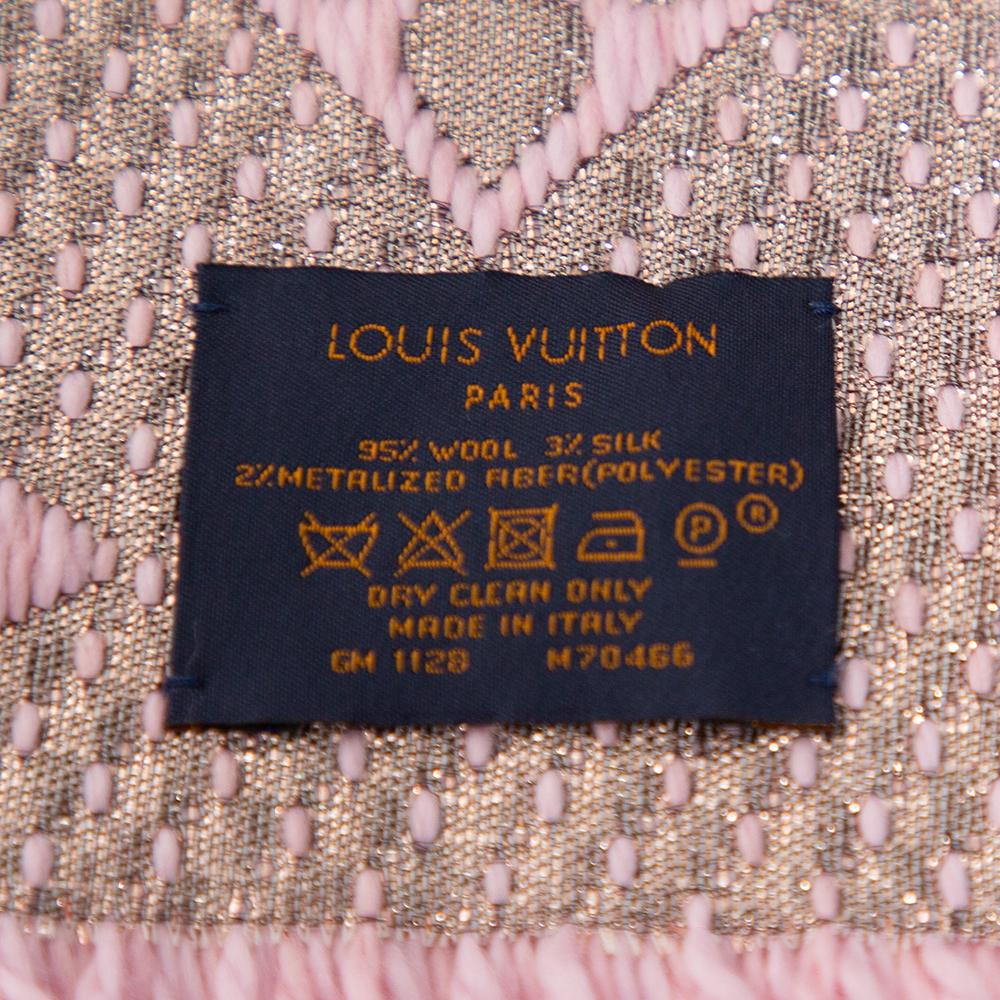 LOUIS VUITTON
PARIS
95% WOOL 3% SILK
2%METALIZED FIBER(POLYESTER)
P ®
DRY CLEAN ONLY
MADE IN ITALY
GM 1128 M70466